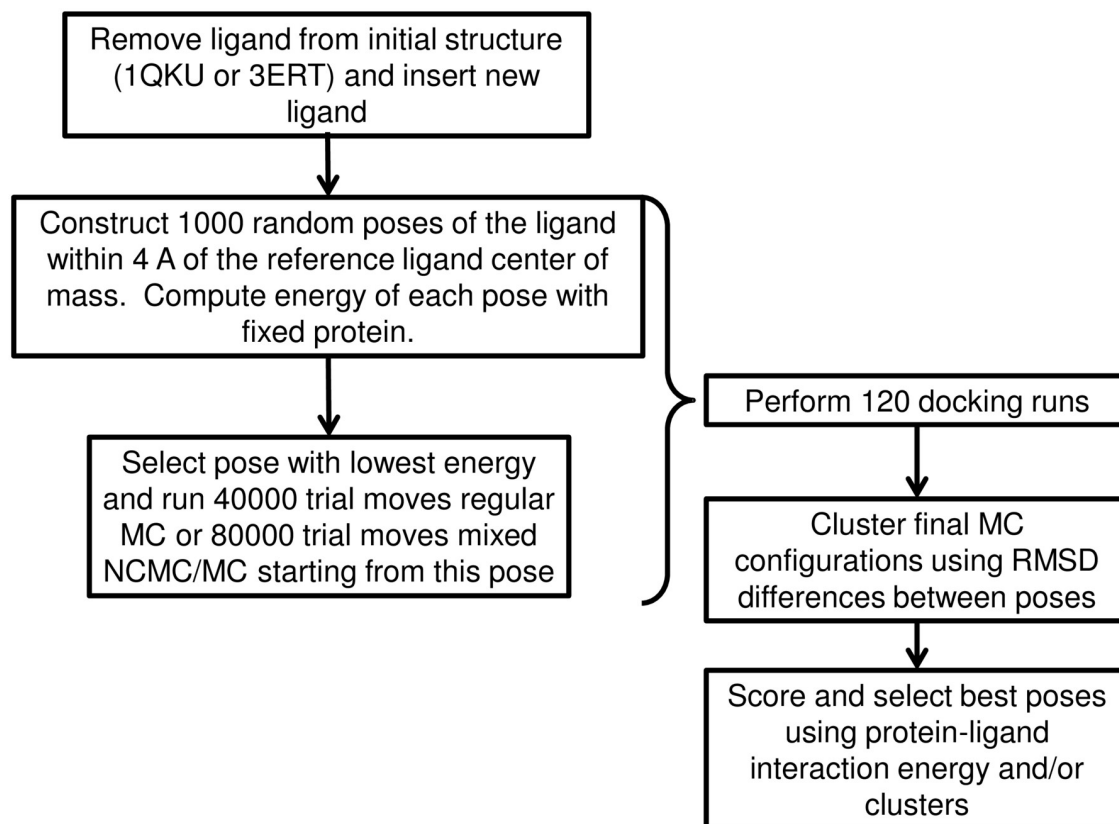 Remove ligand from initial structure
(1QKU or 3ERT) and insert new
ligand
Construct 1000 random poses of the ligand
within 4 A of the reference ligand center of
mass.  Compute energy of each pose with
fixed protein.
Select pose with lowest energy
and run 40000 trial moves regular
MC or 80000 trial moves mixed
NCMC/MC starting from this pose
Perform 120 docking runs
Cluster final MC
configurations using RMSD
differences between poses
Score and select best poses
using protein-ligand
interaction energy and/or
clusters